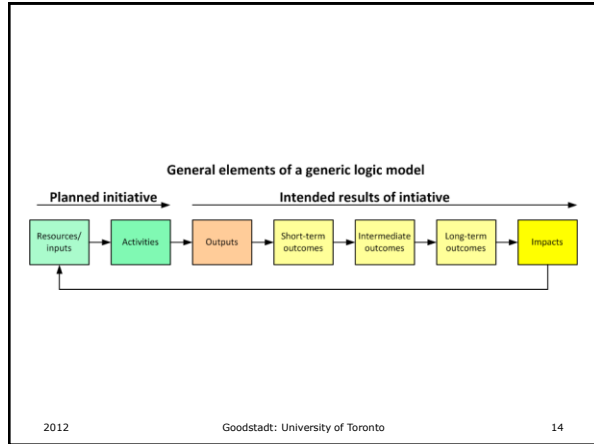 General elements of a generic logic model
Planned initiative
Intended results of intiative
Resources/
inputs
Activities
Outputs
Short-term
outcomes
Intermediate
outcomes
Long-term
outcomes
Impacts
2012
Goodstadt: University of Toronto
14